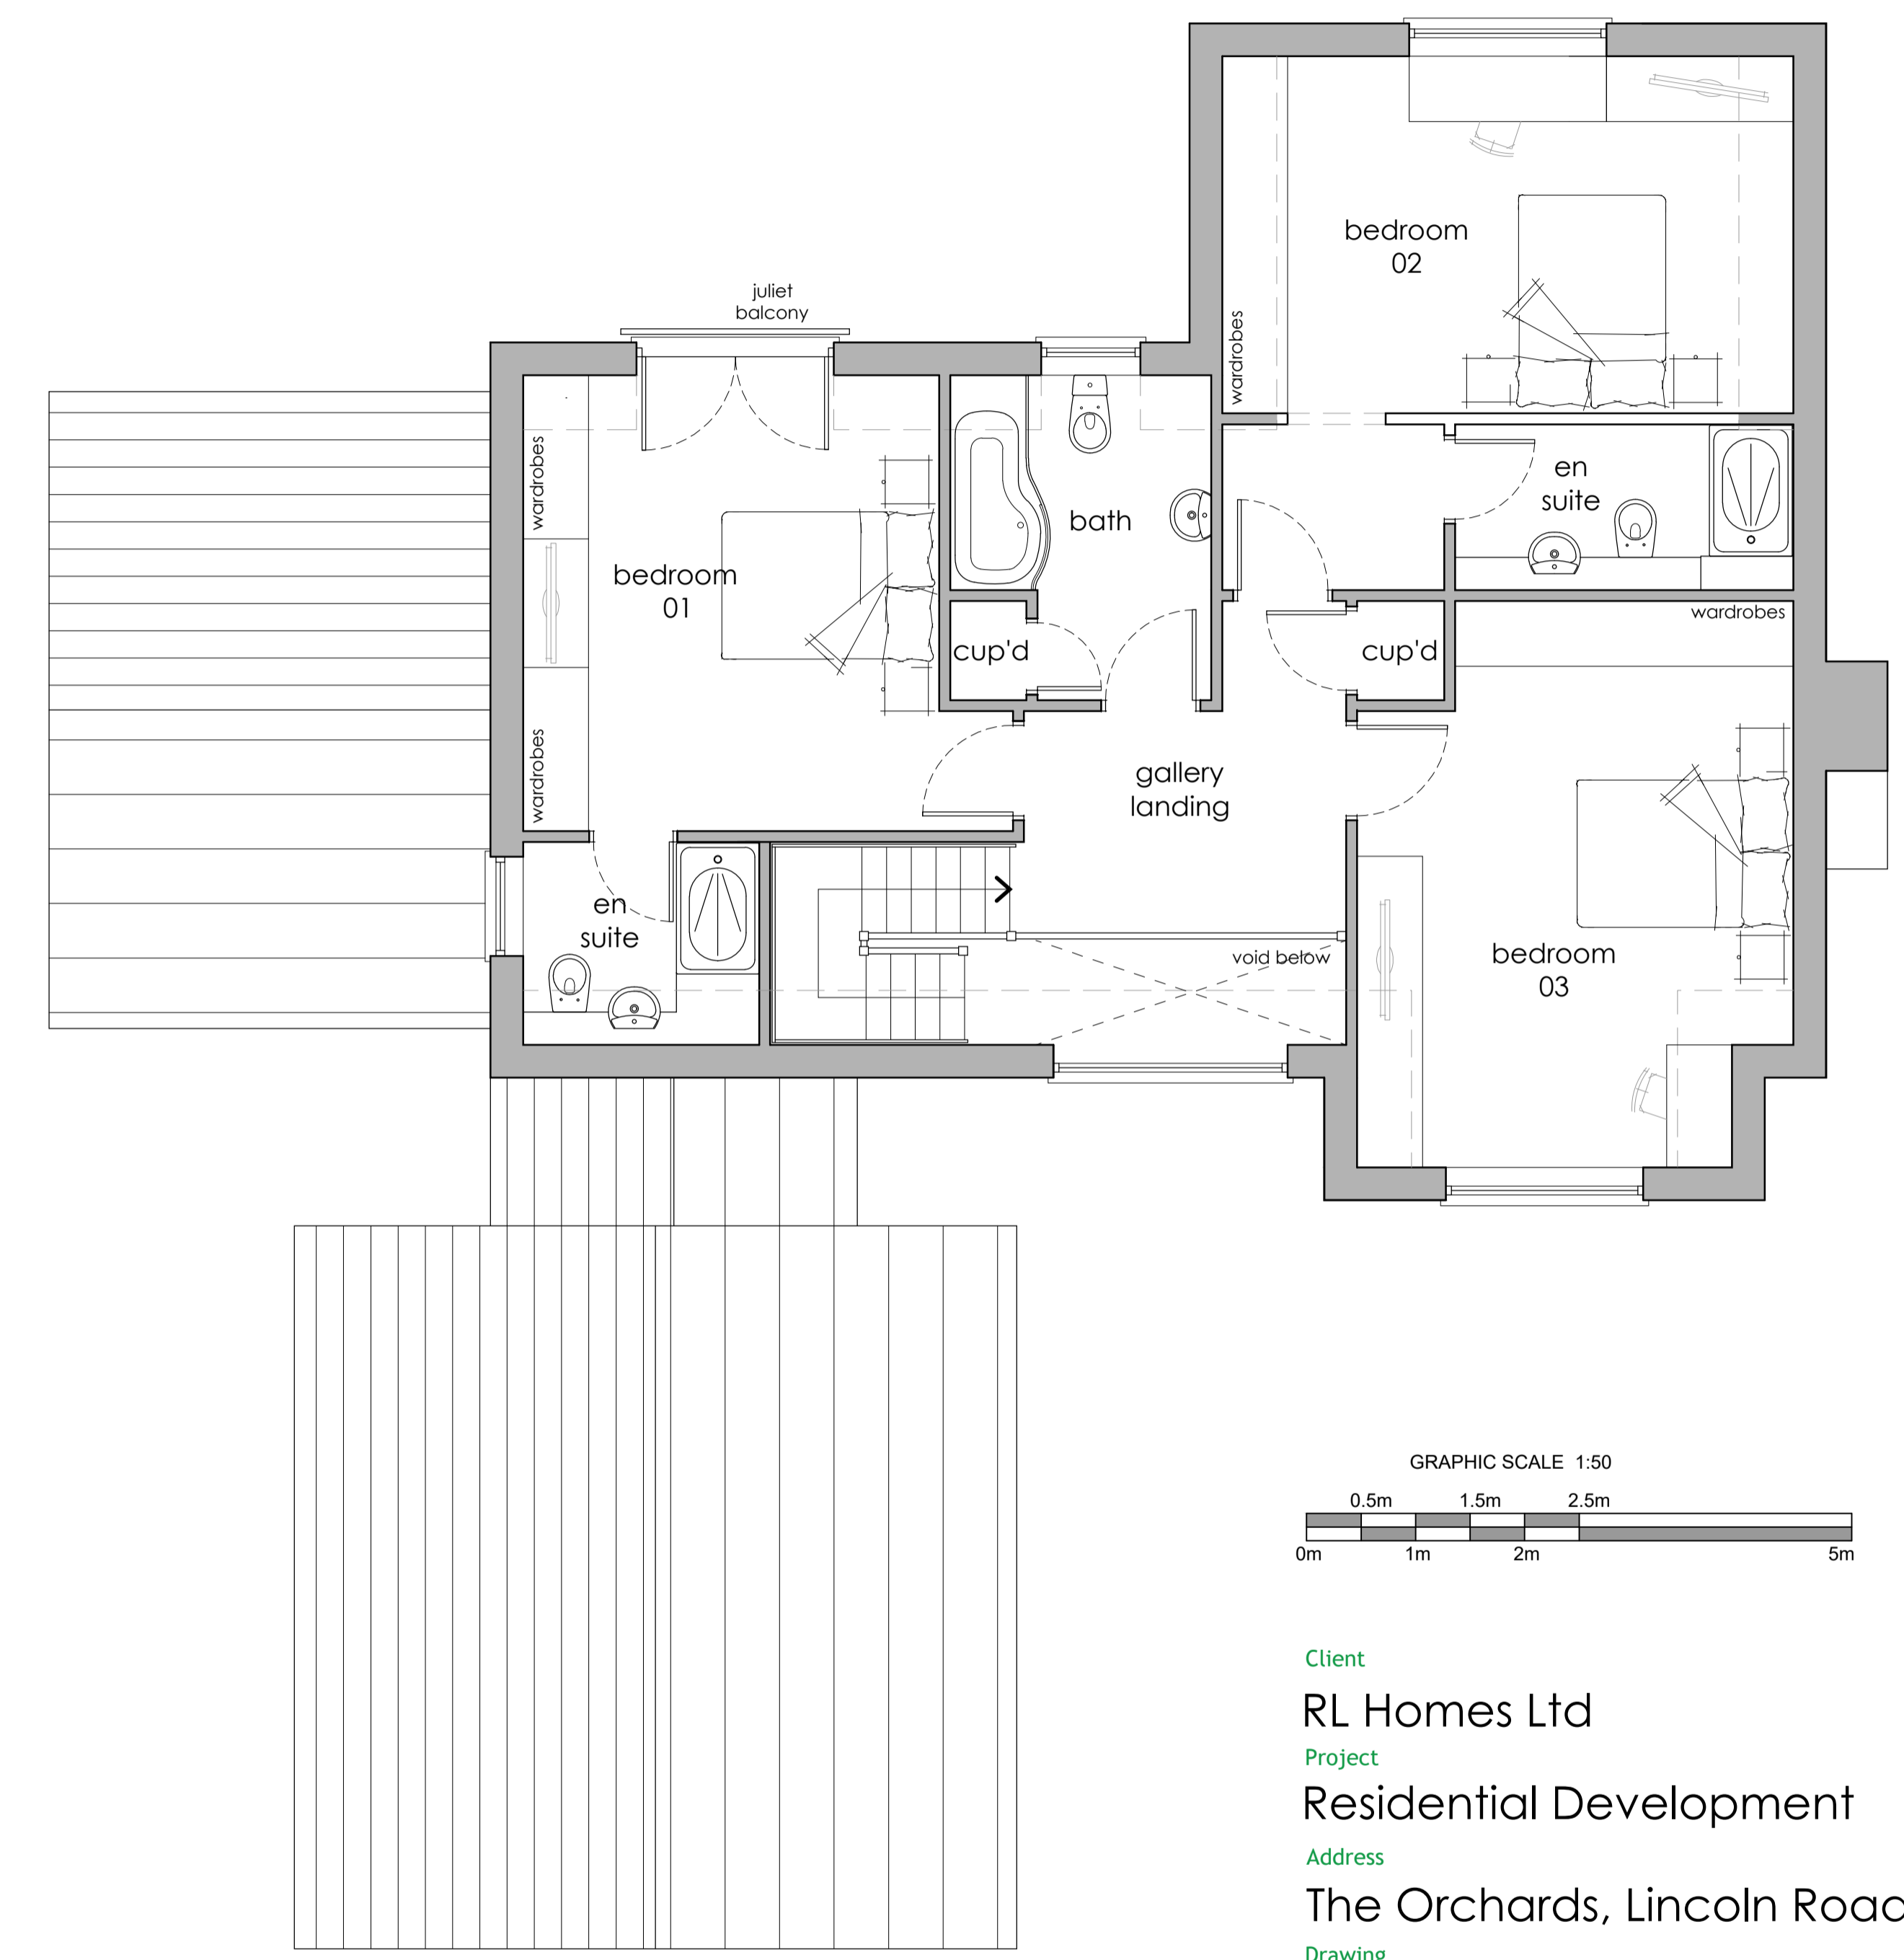 bedroom
02
wardrobes
juliet
balcony
wardrobes
bedroom
01
wardrobes
bath
en
suite
cup'd
cup'd
wardrobes
gallery
landing
en
suite
void below
bedroom
03
GRAPHIC SCALE 1:50
0.5m 1.5m 2.5m
0m 1m 2m 5m
Client
RL Homes Ltd
Project
Residential Development
Address
The Orchards, Lincoln Road
Drawing